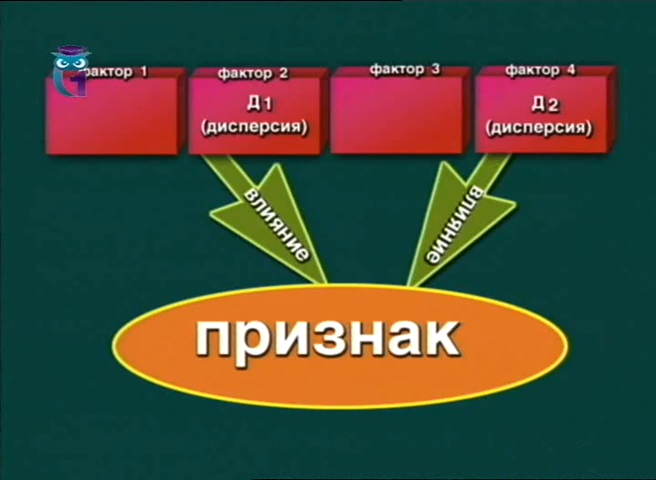 фактор 1
фактор 2
фактор 3
фактор 4
Д1
(дисперсия)
Д2
(дисперсия)
влияние
влияние
признак